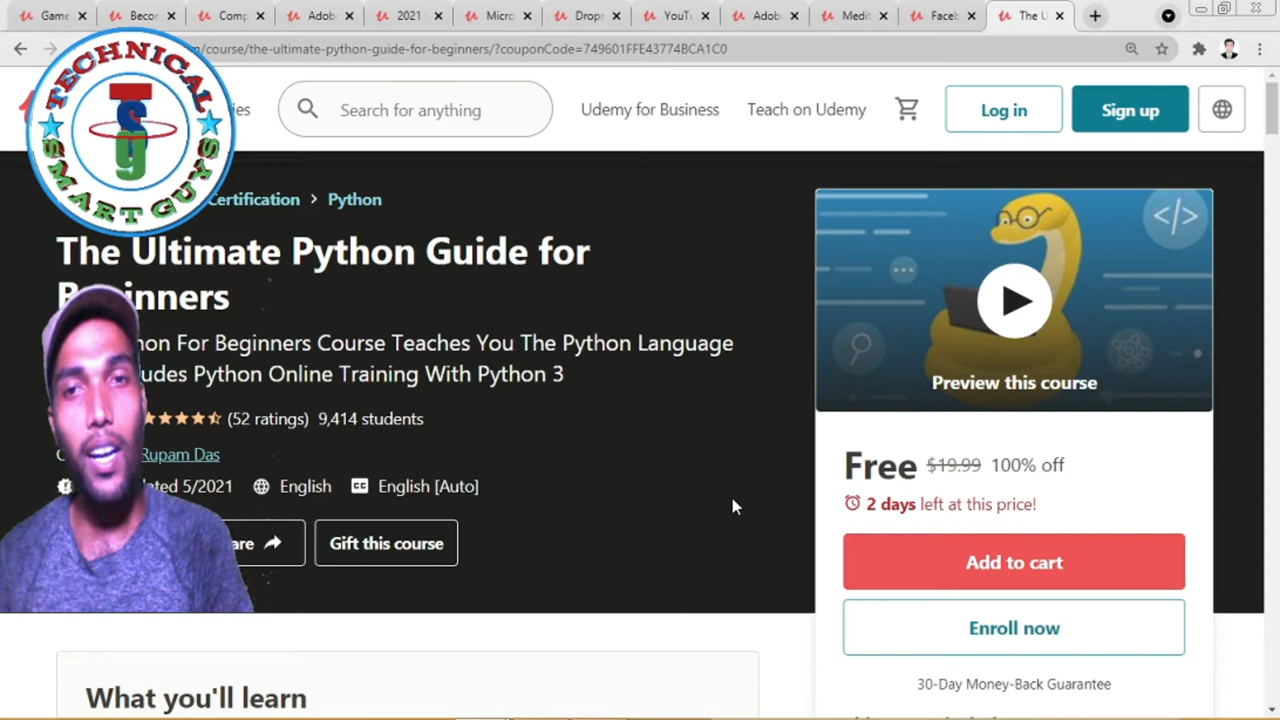 Game
Becor
Comp
Adob
2021
Micro
Drops
YouTu
Adob
Medit
Faceb
The U
/course/the-ultimate-python-guide-for-beginners/?couponCode=749601FFE43774BCA1C0
TECHNICAL
TSg
SMART GUYS
ies
Search for anything
Udemy for Business
Teach on Udemy
Log in
Sign up
Certification > Python
The Ultimate Python Guide for
Beginners
hon For Beginners Course Teaches You The Python Language
udes Python Online Training With Python 3
(52 ratings) 9,414 students
Rupam Das
ated 5/2021 English CC English [Auto]
are
Gift this course
What you'll learn
</>
Preview this course
Free $19.99 100% off
2 days left at this price!
Add to cart
Enroll now
30-Day Money-Back Guarantee